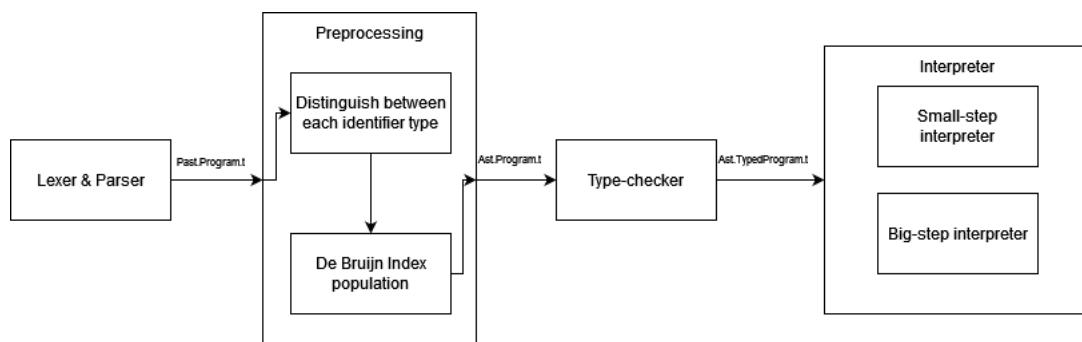 Preprocessing
Interpreter
Distinguish between
each identifier type
Small-step
interpreter
Lexer & Parser
Past.Program.t
Ast.Program.t
Type-checker
Ast.TypedProgram.t
De Bruijn Index
population
Big-step interpreter